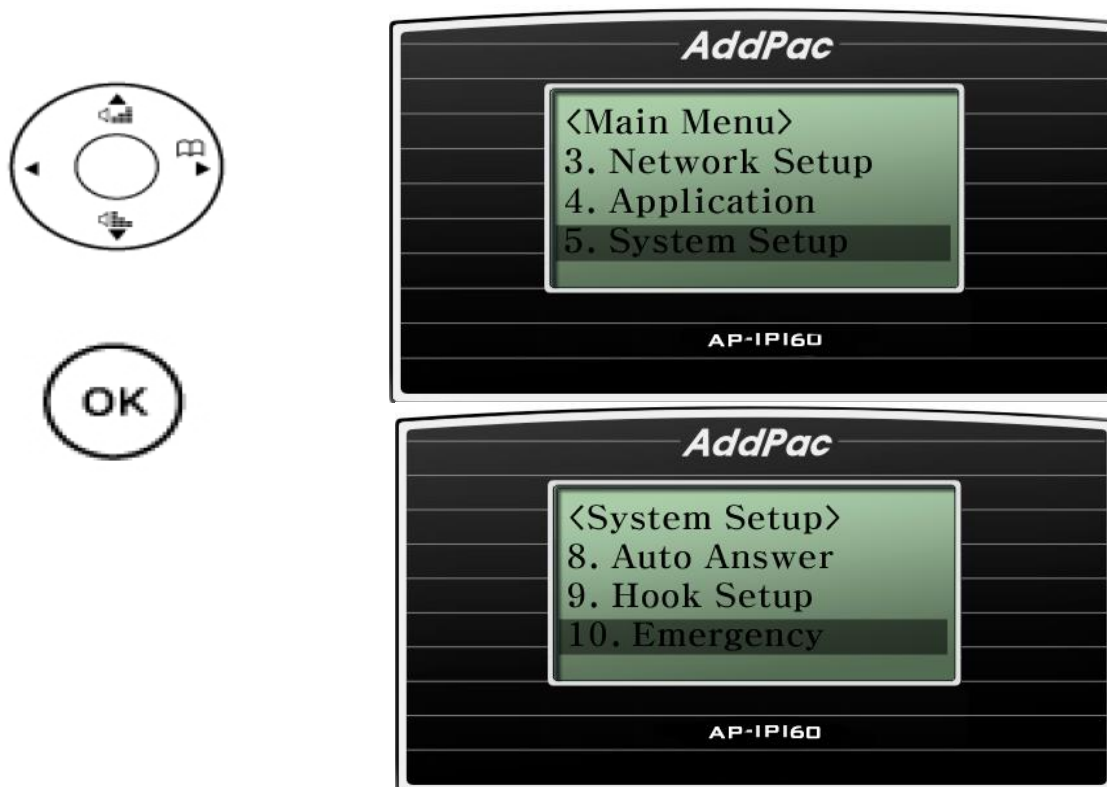 AddPac
<Main Menu>
3. Network Setup
4. Application
5. System Setup
AP-IP160
OK
AddPac
<System Setup>
8. Auto Answer
9. Hook Setup
10. Emergency
AP-IP160